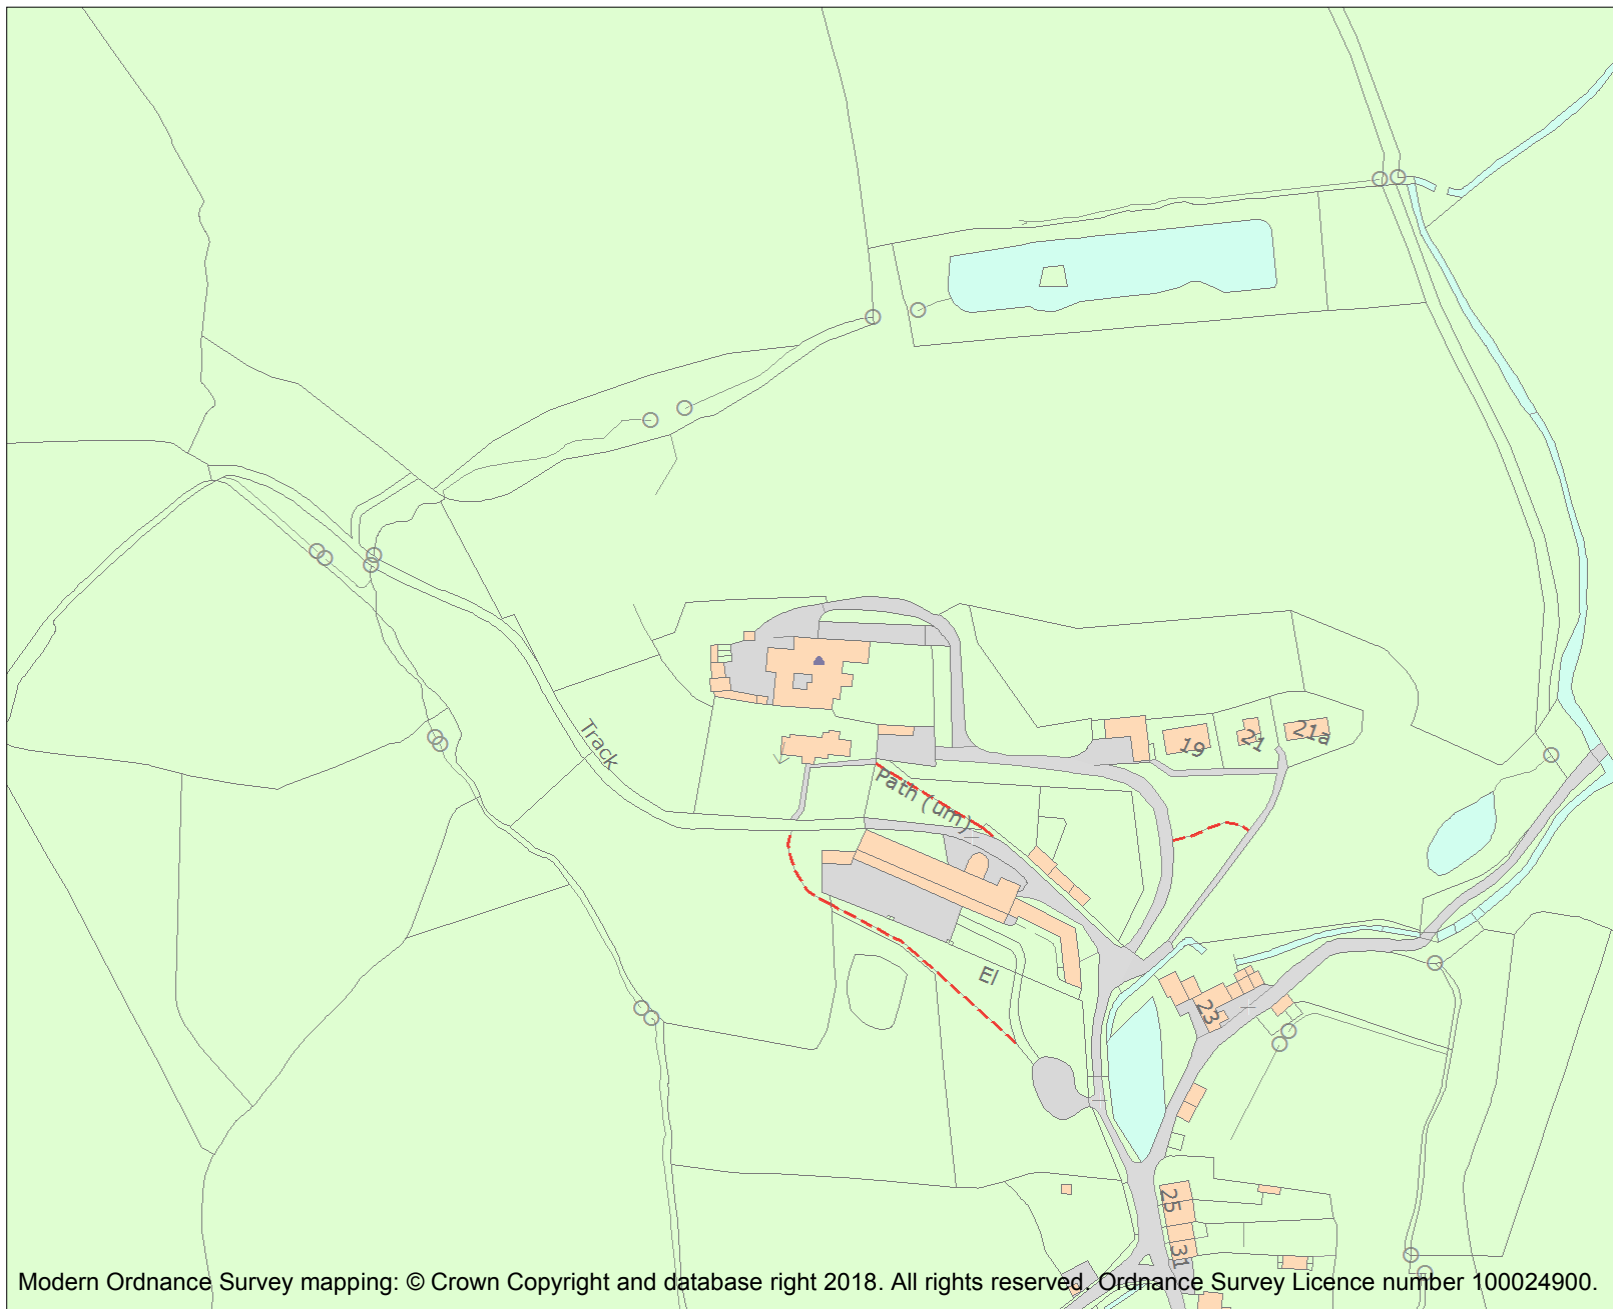 Track
Path (um)
19
21
21a
El
23
25
31
Modern Ordnance Survey mapping: © Crown Copyright and database right 2018. All rights reserved. Ordnance Survey Licence number 100024900.